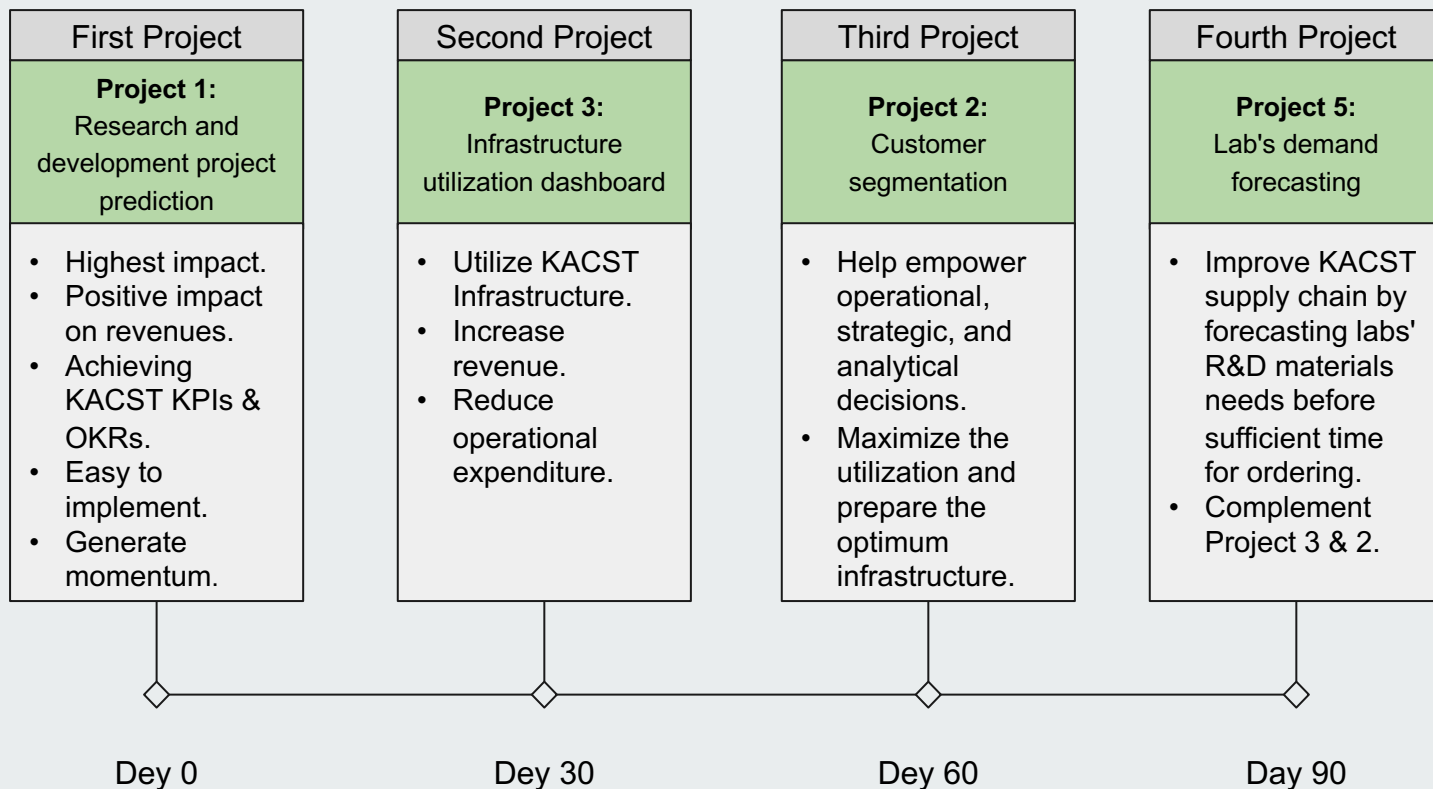 First Project
Project 1:
Research and
development project
prediction
• Highest impact.
• Positive impact
on revenues.
• Achieving
KACST KPIs &
OKRs.
• Easy to
implement.
• Generate
momentum.
Second Project
Project 3:
Infrastructure
utilization dashboard
• Utilize KACST
Infrastructure.
• Increase
revenue.
• Reduce
operational
expenditure.
Third Project
Project 2:
Customer
segmentation
• Help empower
operational,
strategic, and
analytical
decisions.
• Maximize the
utilization and
prepare the
optimum
infrastructure.
Fourth Project
Project 5:
Lab's demand
forecasting
• Improve KACST
supply chain by
forecasting labs'
R&D materials
needs before
sufficient time
for ordering.
• Complement
Project 3 & 2.
Dey 0
Dey 30
Dey 60
Day 90